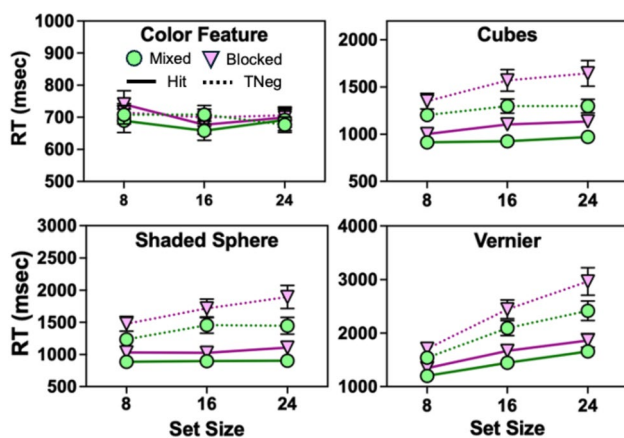 Color Feature
Mixed Blocked
Hit TNeg
RT (msec)
1000
900
800
700
600
500
8 16 24
Cubes
2000
1500
1000
500
8 16 24
Shaded Sphere
RT (msec)
3000
2500
2000
1500
1000
500
8 16 24
Set Size
Vernier
4000
3000
2000
1000
8 16 24
Set Size